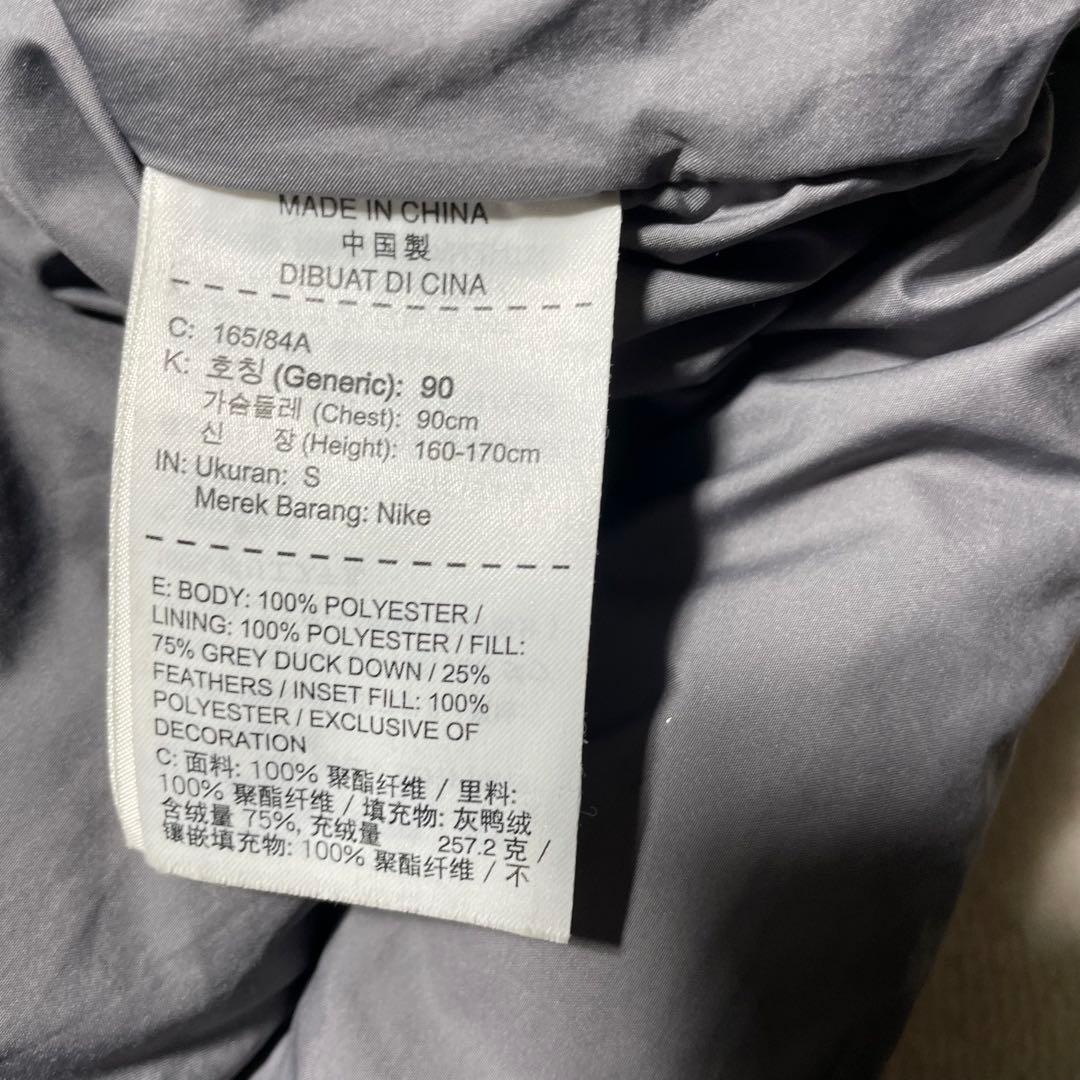 MADE IN CHINA
中国製
DIBUAT DI CINA
C: 165/84A
K: 호칭 (Generic): 90
가슴둘레 (Chest): 90cm
신 장 (Height): 160-170cm
IN: Ukuran: S
Merek Barang: Nike
E: BODY: 100% POLYESTER /
LINING: 100% POLYESTER / FILL:
75% GREY DUCK DOWN / 25%
FEATHERS / INSET FILL: 100%
POLYESTER / EXCLUSIVE OF
DECORATION
C: 面料: 100% 聚酯纤维 / 里料:
100% 聚酯纤维 / 填充物: 灰鸭绒
含绒量 75%, 充绒量 257.2 克 /
镶嵌填充物: 100% 聚酯纤维 / 不